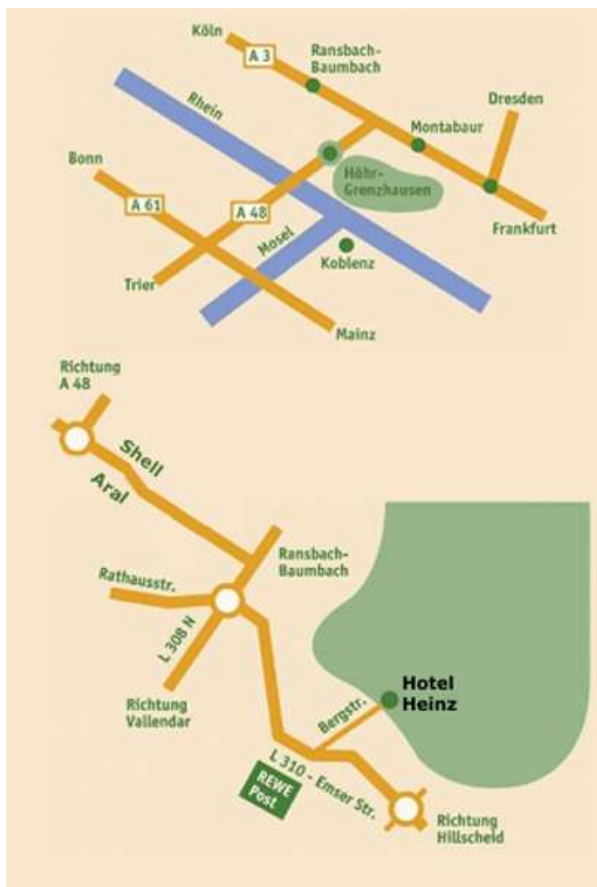 Köln
A 3
Ransbach-
Baumbach
Dresden
Rhein
Montabaur
Bonn
Höhr-
Grenzhausen
A 61
A 48
Mosel
Frankfurt
Koblenz
Trier
Mainz
Richtung
A 48
Shell
Aral
Ransbach-
Baumbach
Rathausstr.
L 308 N
Richtung
Vallendar
Hotel
Heinz
Bergstr.
L 310 - Emser Str.
REWE
Post
Richtung
Hillscheid